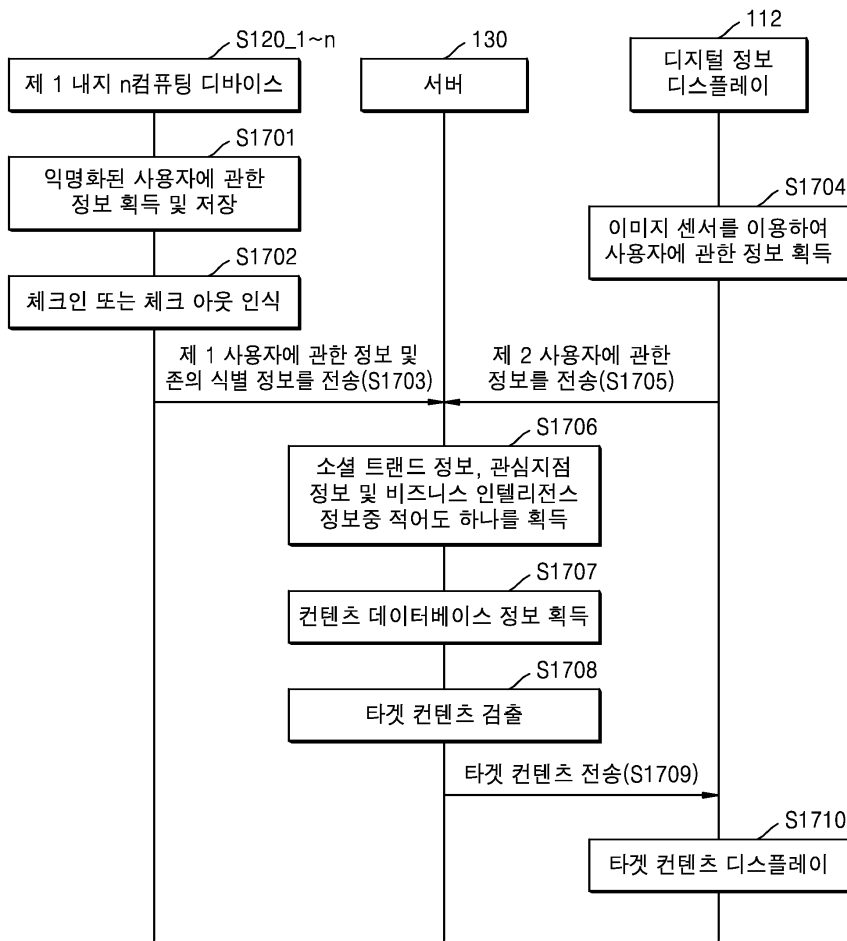 S120_1~n
제 1 내지 n컴퓨팅 디바이스
130
서버
112
디지털 정보
디스플레이
S1701
익명화된 사용자에 관한
정보 획득 및 저장
S1704
이미지 센서를 이용하여
사용자에 관한 정보 획득
S1702
체크인 또는 체크 아웃 인식
제 1 사용자에 관한 정보 및
존의 식별 정보를 전송(S1703)
제 2 사용자에 관한
정보를 전송(S1705)
S1706
소셜 트랜드 정보, 관심지점
정보 및 비즈니스 인텔리전스
정보중 적어도 하나를 획득
S1707
컨텐츠 데이터베이스 정보 획득
S1708
타겟 컨텐츠 검출
타겟 컨텐츠 전송(S1709)
S1710
타겟 컨텐츠 디스플레이